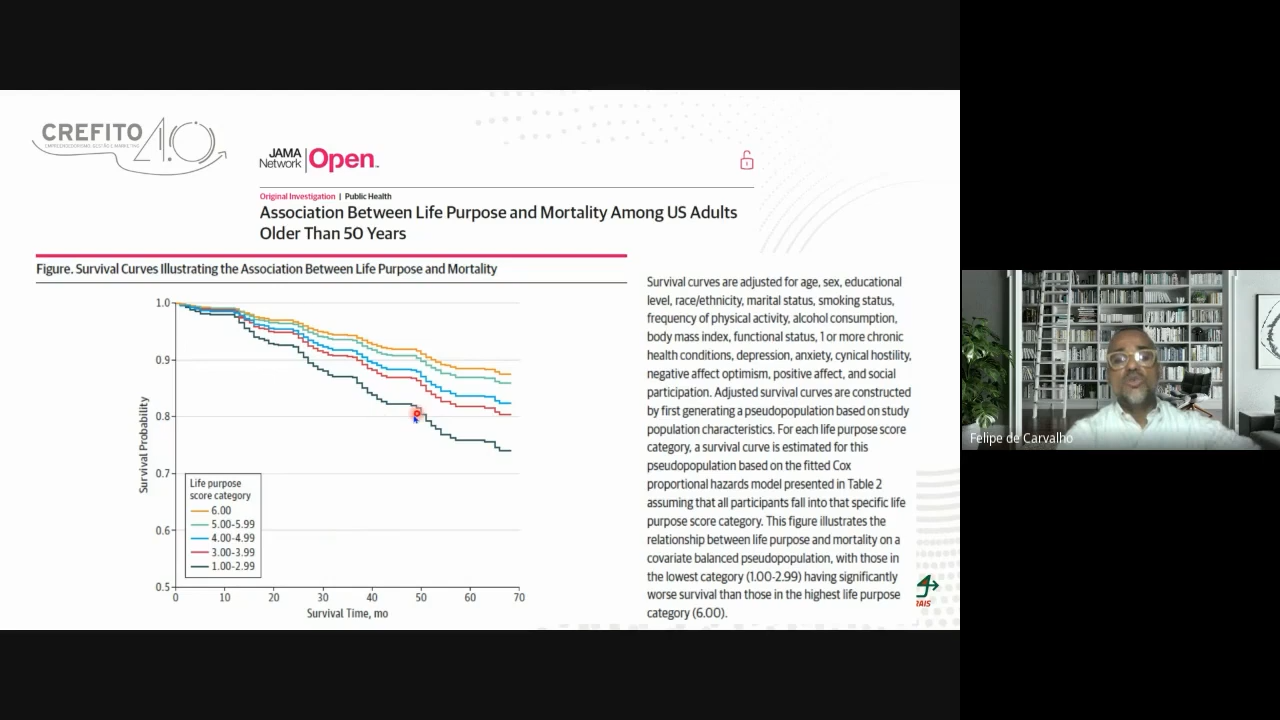 CREFITO 4.0
EMPREENDEDORISMO, GESTÃO E MARKETING
JAMA
Network Open™
Original Investigation | Public Health
Association Between Life Purpose and Mortality Among US Adults
Older Than 50 Years
Figure. Survival Curves Illustrating the Association Between Life Purpose and Mortality
1.0
0.9
0.8
0.7
0.6
0.5
Survival Probability
Life purpose
score category
6.00
5.00-5.99
4.00-4.99
3.00-3.99
1.00-2.99
0 10 20 30 40 50 60 70
Survival Time, mo
Survival curves are adjusted for age, sex, educational
level, race/ethnicity, marital status, smoking status,
frequency of physical activity, alcohol consumption,
body mass index, functional status, 1 or more chronic
health conditions, depression, anxiety, cynical hostility,
negative affect optimism, positive affect, and social
participation. Adjusted survival curves are constructed
by first generating a pseudopopulation based on study
population characteristics. For each life purpose score
category, a survival curve is estimated for this
pseudopopulation based on the fitted Cox
proportional hazards model presented in Table 2
assuming that all participants fall into that specific life
purpose score category. This figure illustrates the
relationship between life purpose and mortality on a
covariate balanced pseudopopulation, with those in
the lowest category (1.00-2.99) having significantly
worse survival than those in the highest life purpose
category (6.00).
RAIS
Felipe de Carvalho